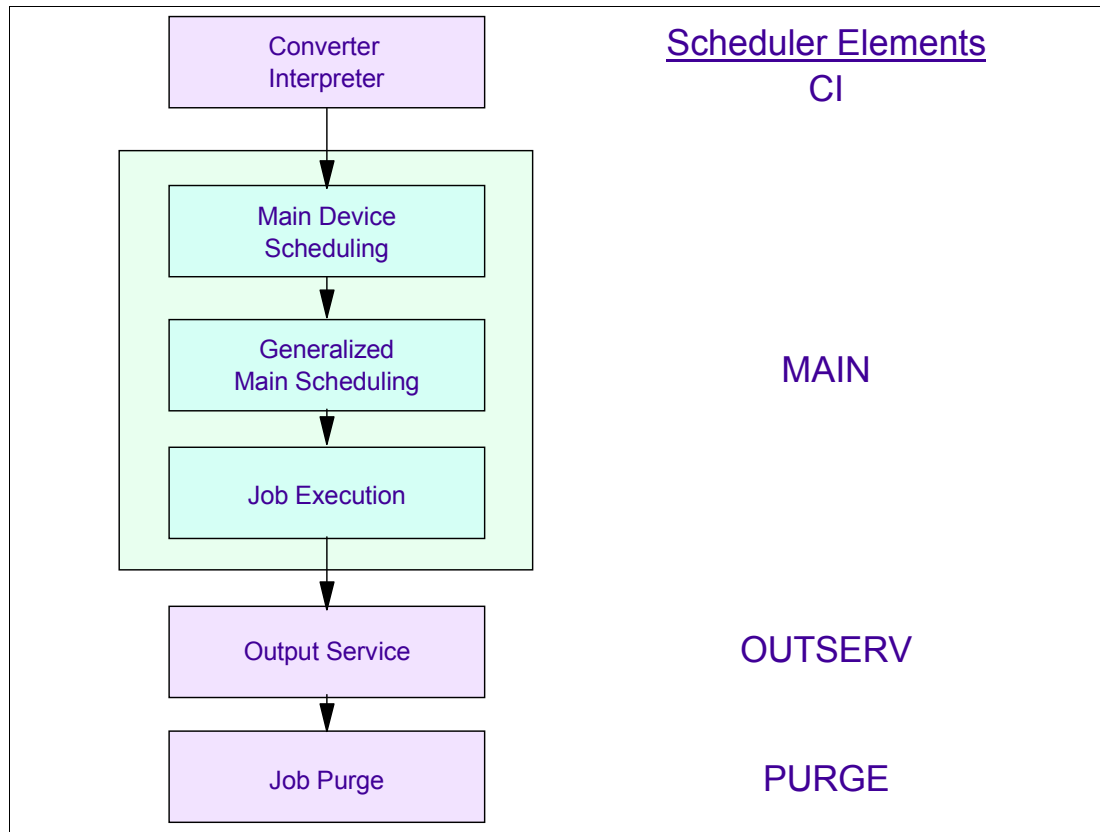 Converter
Interpreter
Scheduler Elements
CI
Main Device
Scheduling
Generalized
Main Scheduling
MAIN
Job Execution
Output Service
OUTSERV
Job Purge
PURGE